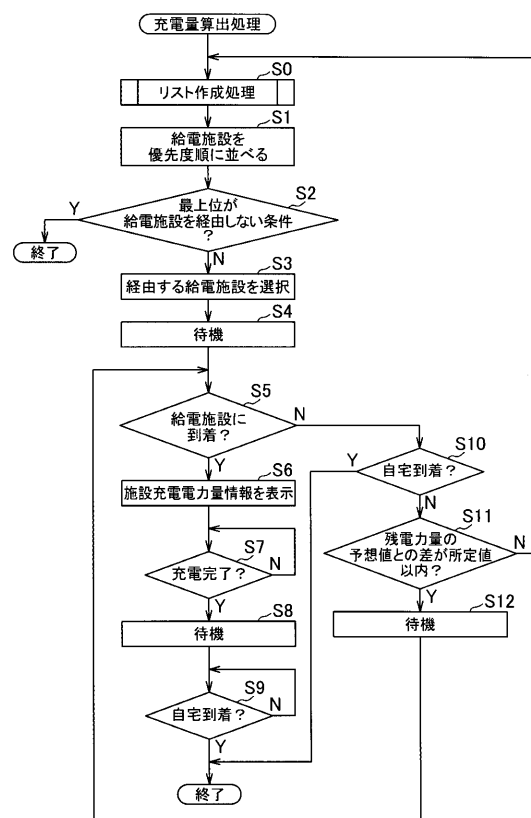 充電量算出処理
S0
リスト作成処理
S1
給電施設を
優先度順に並べる
S2
最上位が
給電施設を経由しない条件
?
Y
N
終了
S3
経由する給電施設を選択
S4
待機
S5
給電施設に
到着?
N
Y
S10
自宅到着?
Y
N
S6
施設充電電力量情報を表示
S11
残電力量の
予想値との差が所定値
以内?
N
Y
S7
充電完了?
N
Y
S8
待機
S12
待機
S9
自宅到着?
N
Y
終了